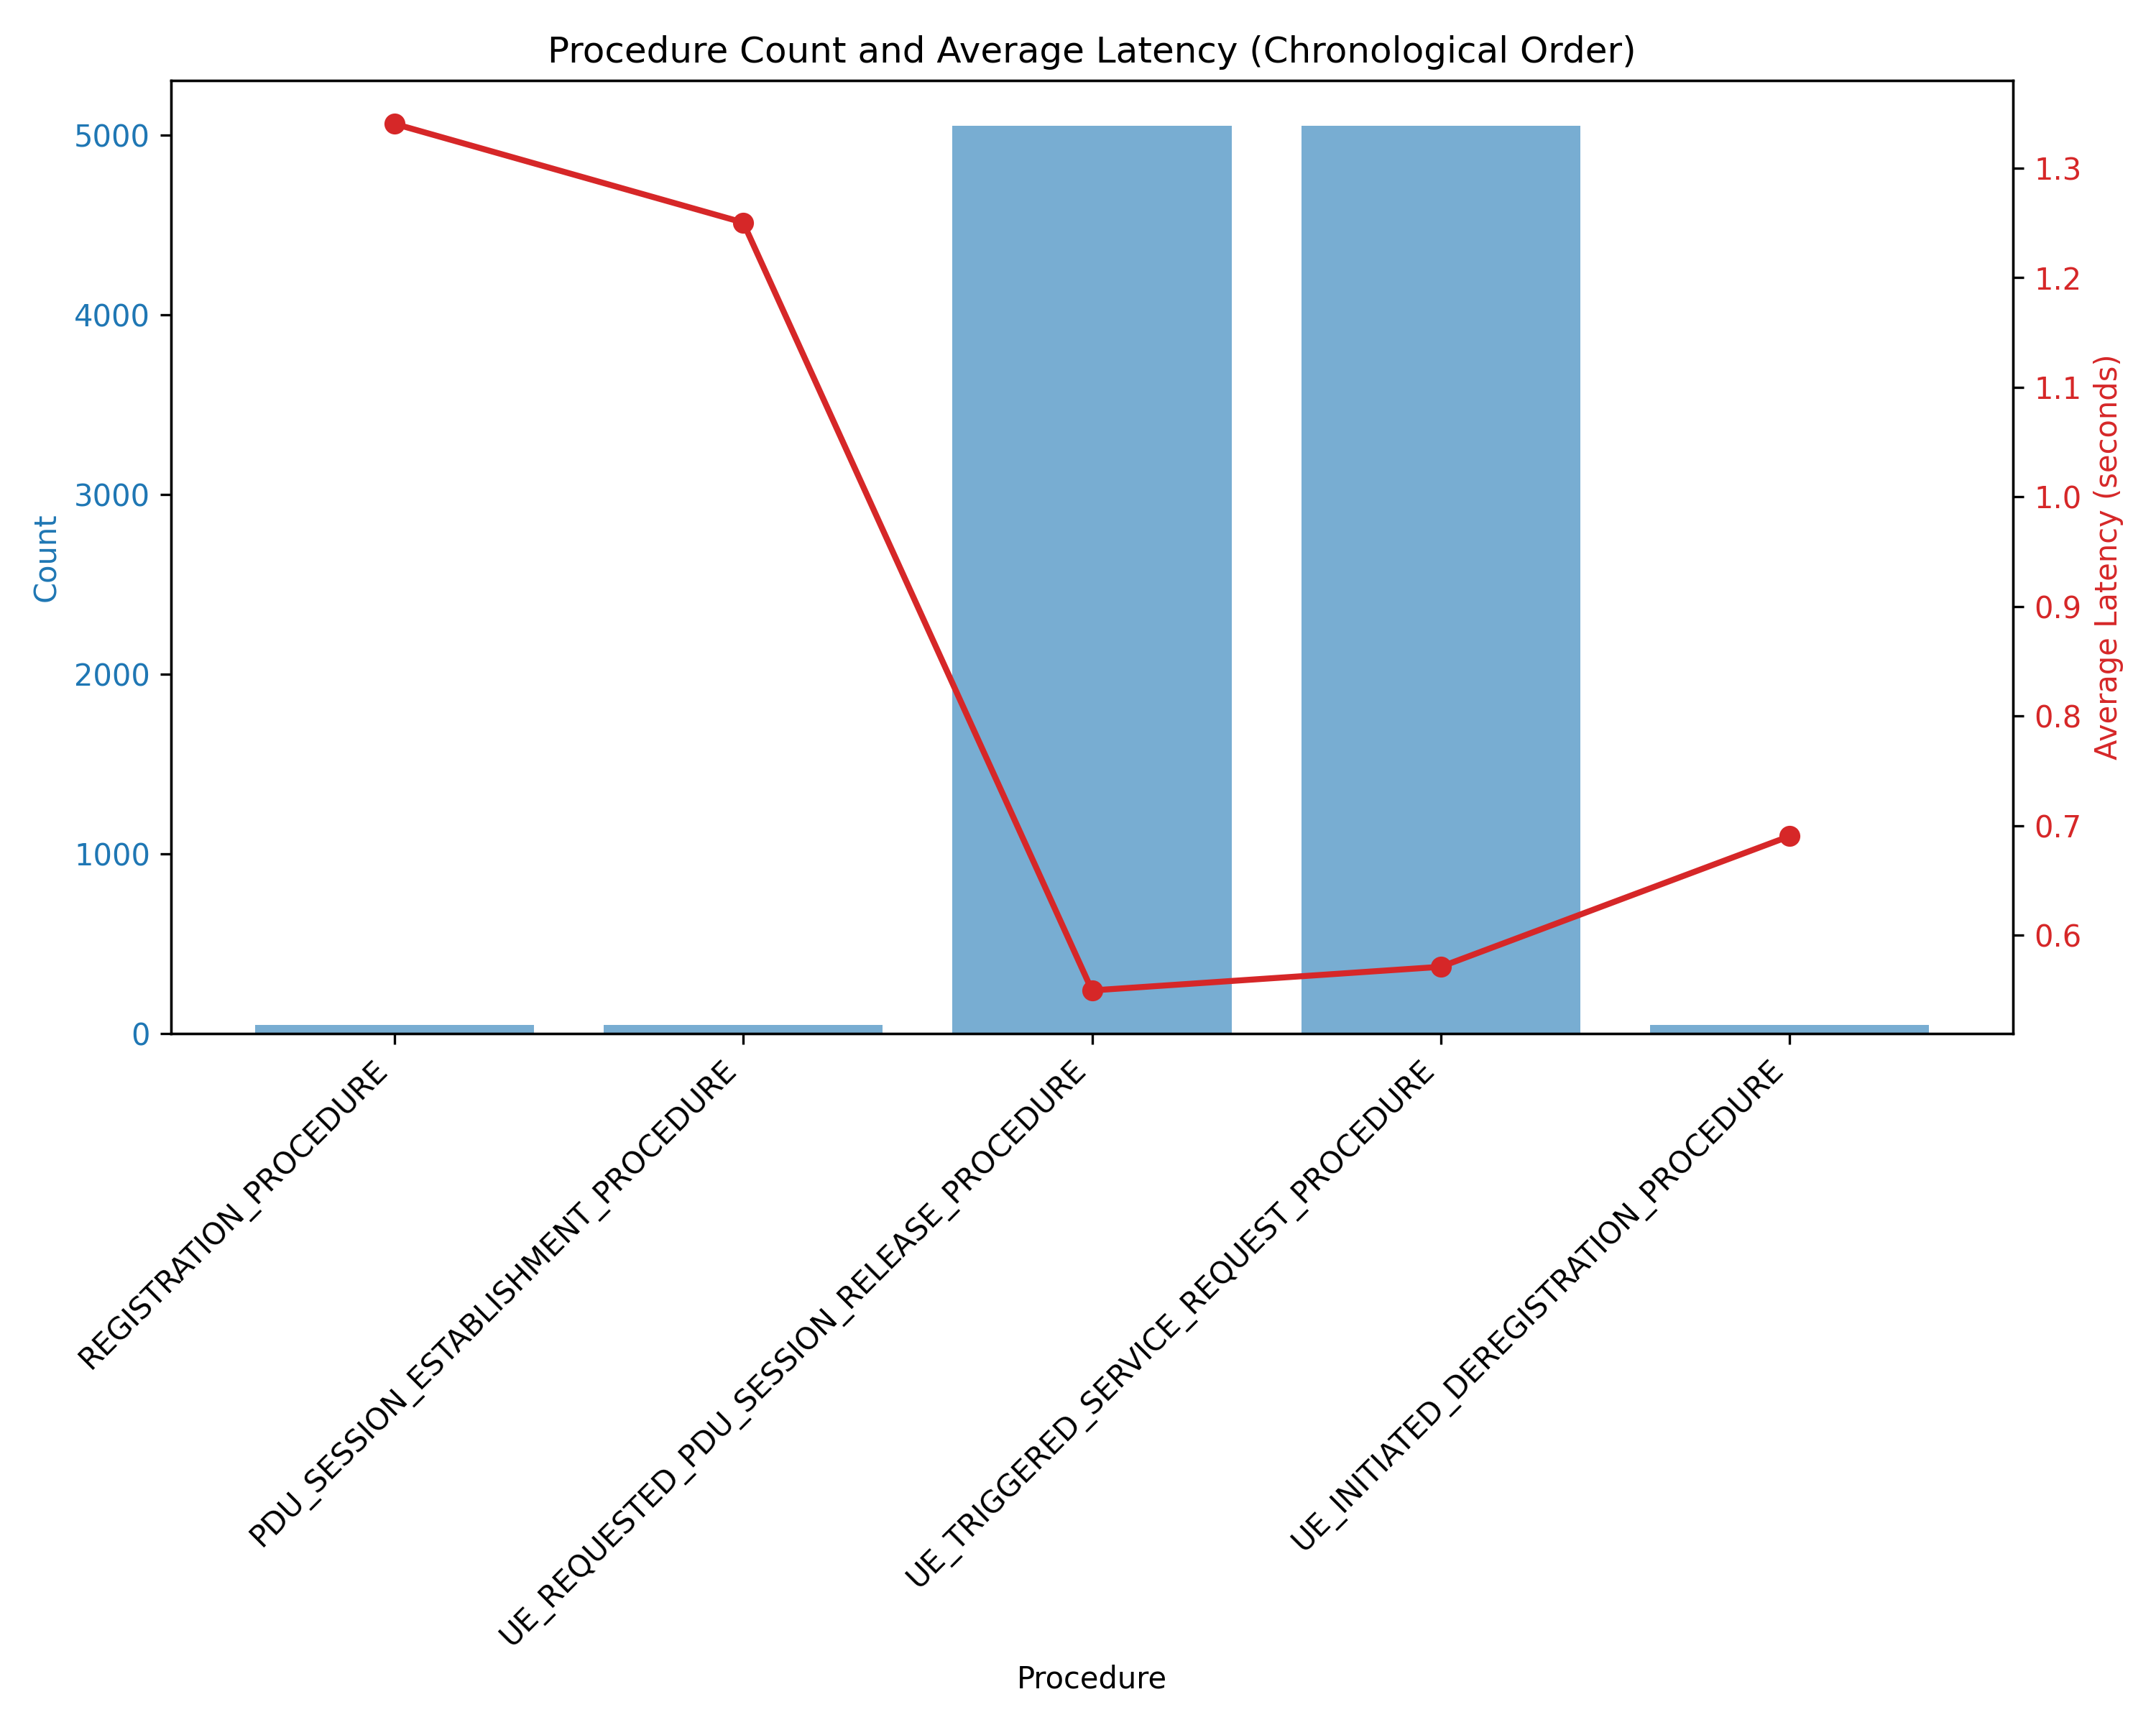 Procedure Count and Average Latency (Chronological Order)
5000
4000
3000
2000
1000
0
Count
1.3
1.2
1.1
1.0
0.9
0.8
0.7
0.6
Average Latency (seconds)
REGISTRATION_PROCEDURE
PDU_SESSION_ESTABLISHMENT_PROCEDURE
UE_REQUESTED_PDU_SESSION_RELEASE_PROCEDURE
UE_TRIGGERED_SERVICE_REQUEST_PROCEDURE
UE_INITIATED_DEREGISTRATION_PROCEDURE
Procedure